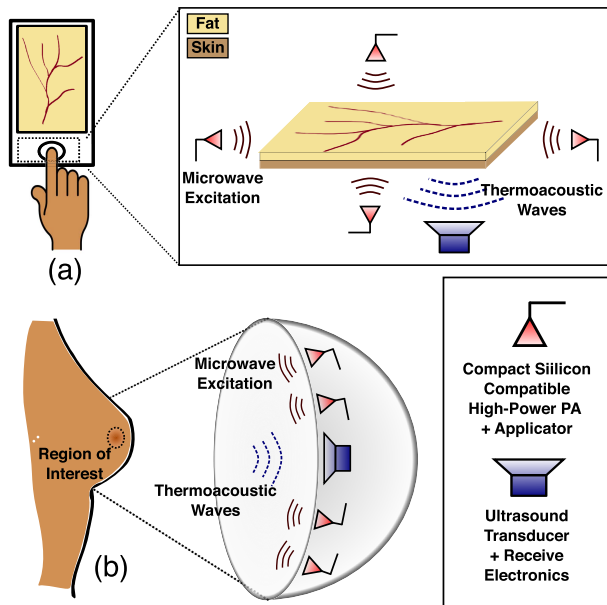 Fat
Skin
Microwave
Excitation
Thermoacoustic
Waves
(a)
Microwave
Excitation
Region of
Interest
Thermoacoustic
Waves
(b)
Compact Siilicon
Compatible
High-Power PA
+ Applicator
Ultrasound
Transducer
+ Receive
Electronics